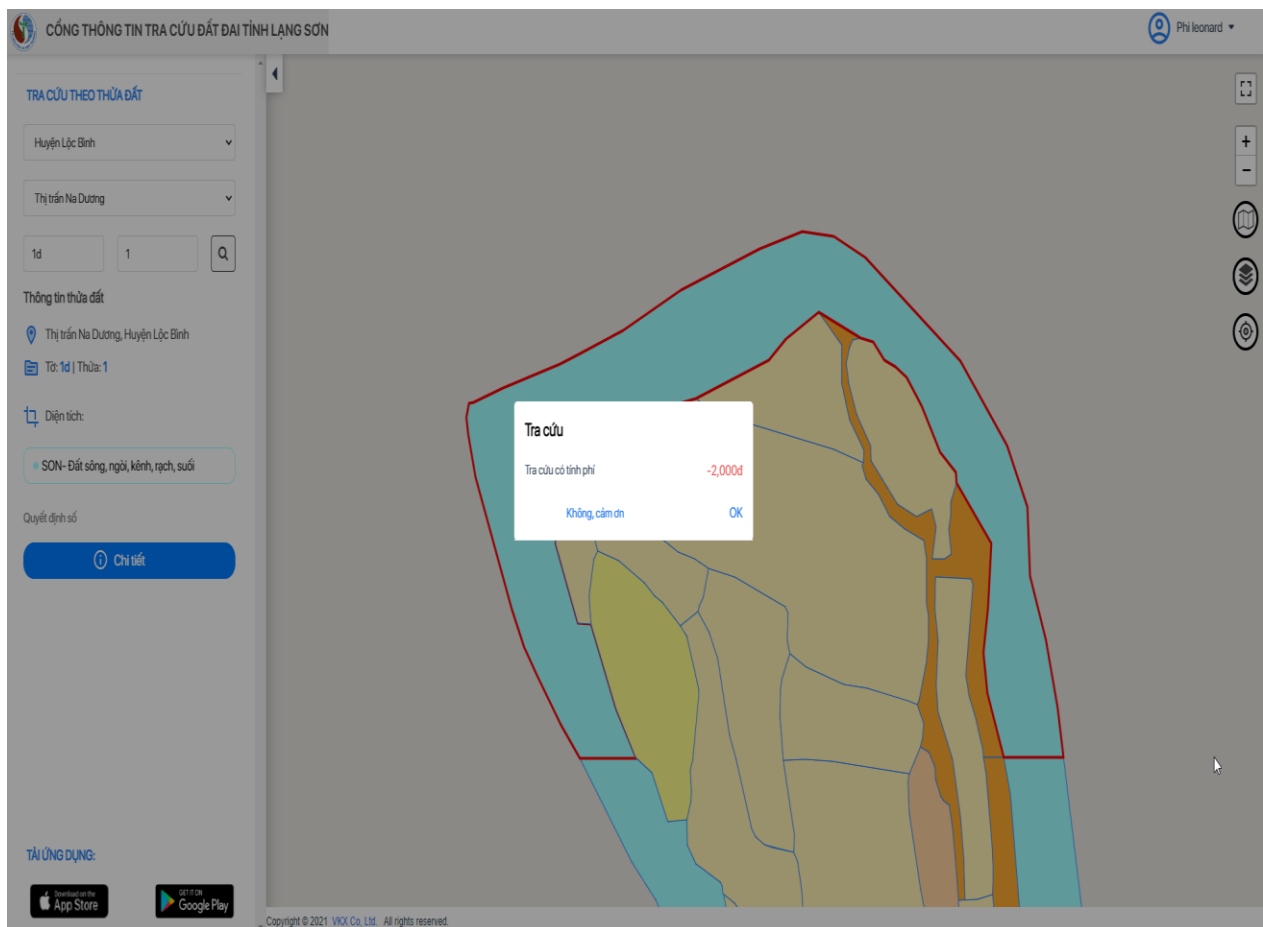 CỔNG THÔNG TIN TRA CỨU ĐẤT ĐAI TỈNH LẠNG SƠN
Phi leonard
TRA CỨU THEO THỬA ĐẤT
Huyện Lộc Bình
Thị trấn Na Dương
1d
1
Thông tin thửa đất
Thị trấn Na Dương, Huyện Lộc Bình
Tờ: 1d | Thửa: 1
Diện tích:
SON- Đất sông, ngòi, kênh, rạch, suối
Quyết định số
Chi tiết
Tra cứu
Tra cứu có tính phí -2,000đ
Không, cảm ơn OK
+
−
TẢI ỨNG DỤNG:
Download on the
App Store
GET IT ON
Google Play
Copyright © 2021 VKX Co, Ltd. All rights reserved.